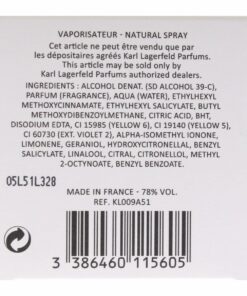 VAPORISATEUR - NATURAL SPRAY
Cet article ne peut être vendu que par
les dépositaires agréés Karl Lagerfeld Parfums.
This article may be sold only by
Karl Lagerfeld Parfums authorized dealers.
INGREDIENTS : ALCOHOL DENAT. (SD ALCOHOL 39-C),
PARFUM (FRAGRANCE), AQUA (WATER), ETHYLHEXYL
METHOXYCINNAMATE, ETHYLHEXYL SALICYLATE, BUTYL
METHOXYDIBENZOYLMETHANE, CITRIC ACID, BHT,
DISODIUM EDTA, CI 15985 (YELLOW 6), CI 19140 (YELLOW 5),
CI 60730 (EXT. VIOLET 2), ALPHA-ISOMETHYL IONONE,
LIMONENE, GERANIOL, HYDROXYCITRONELLAL, BENZYL
SALICYLATE, LINALOOL, CITRAL, CITRONELLOL, METHYL
2-OCTYNOATE, BENZYL BENZOATE.
05L51L328
MADE IN FRANCE - 78% VOL.
REF. KL009A51
3 386460 115605